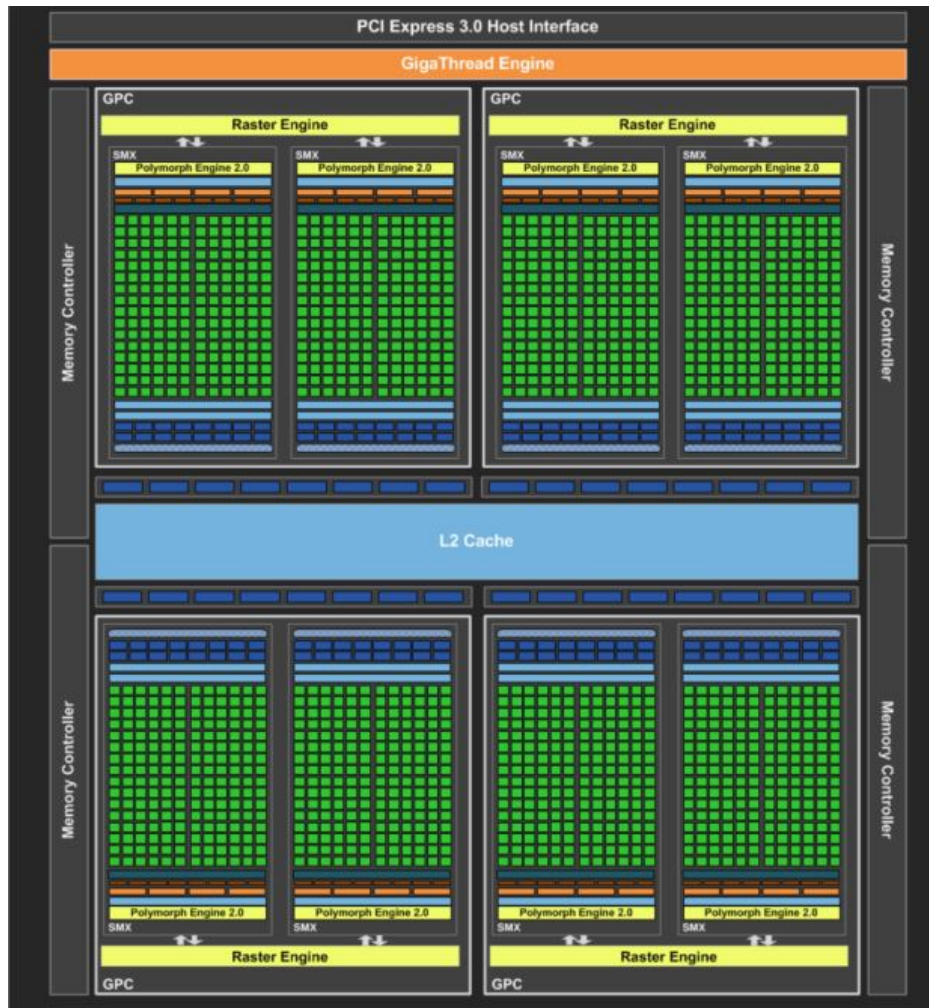 PCI Express 3.0 Host Interface
GigaThread Engine
Memory Controller
GPC
Raster Engine
SMX
Polymorph Engine 2.0
SMX
Polymorph Engine 2.0
GPC
Raster Engine
SMX
Polymorph Engine 2.0
SMX
Polymorph Engine 2.0
Memory Controller
L2 Cache
Memory Controller
Polymorph Engine 2.0
SMX
Polymorph Engine 2.0
SMX
Raster Engine
GPC
Polymorph Engine 2.0
SMX
Polymorph Engine 2.0
SMX
Raster Engine
GPC
Memory Controller